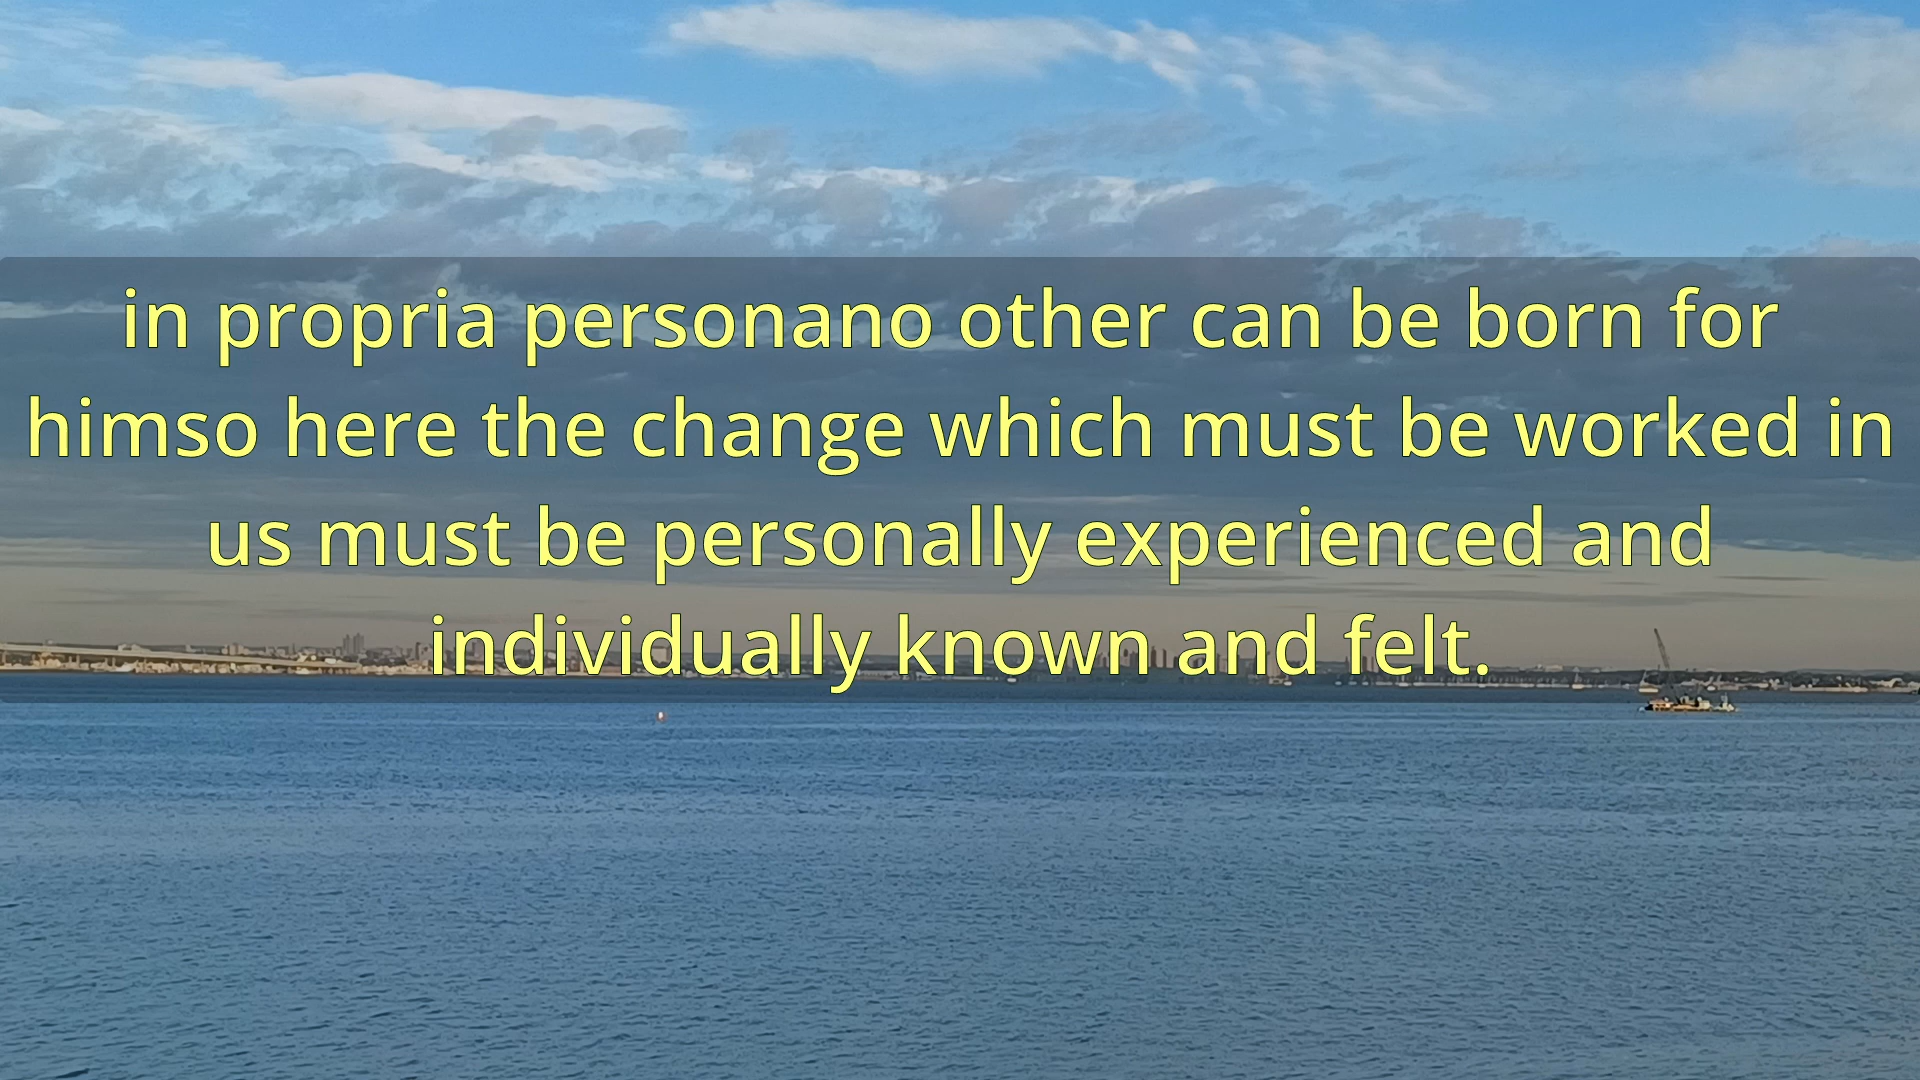 in propria personano other can be born for
himso here the change which must be worked in
us must be personally experienced and
individually known and felt.